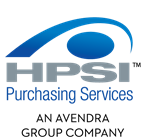 HPSI™
Purchasing Services
AN AVENDRA
GROUP COMPANY